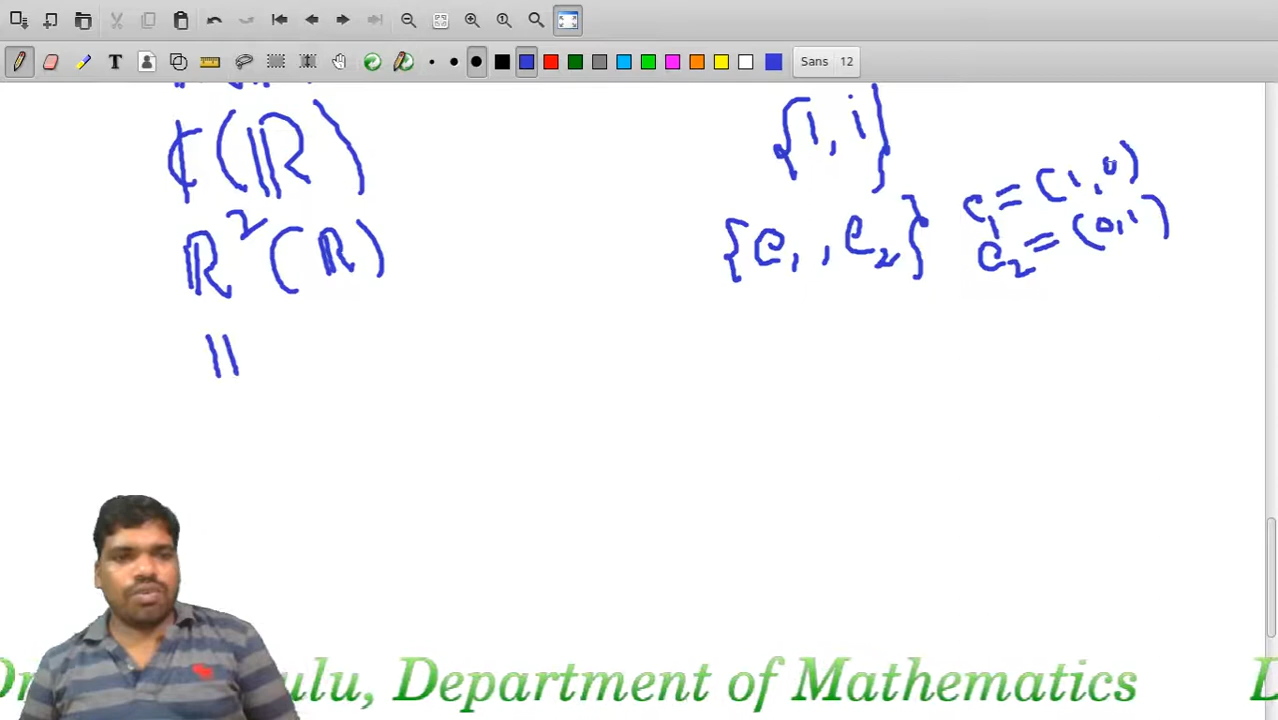 Sans 12
ℂ(ℝ) {1, i}
ℝ²(ℝ) {e₁, e₂} e₁ = (1,0)
e₂ = (0,1)
ulu, Department of Mathematics